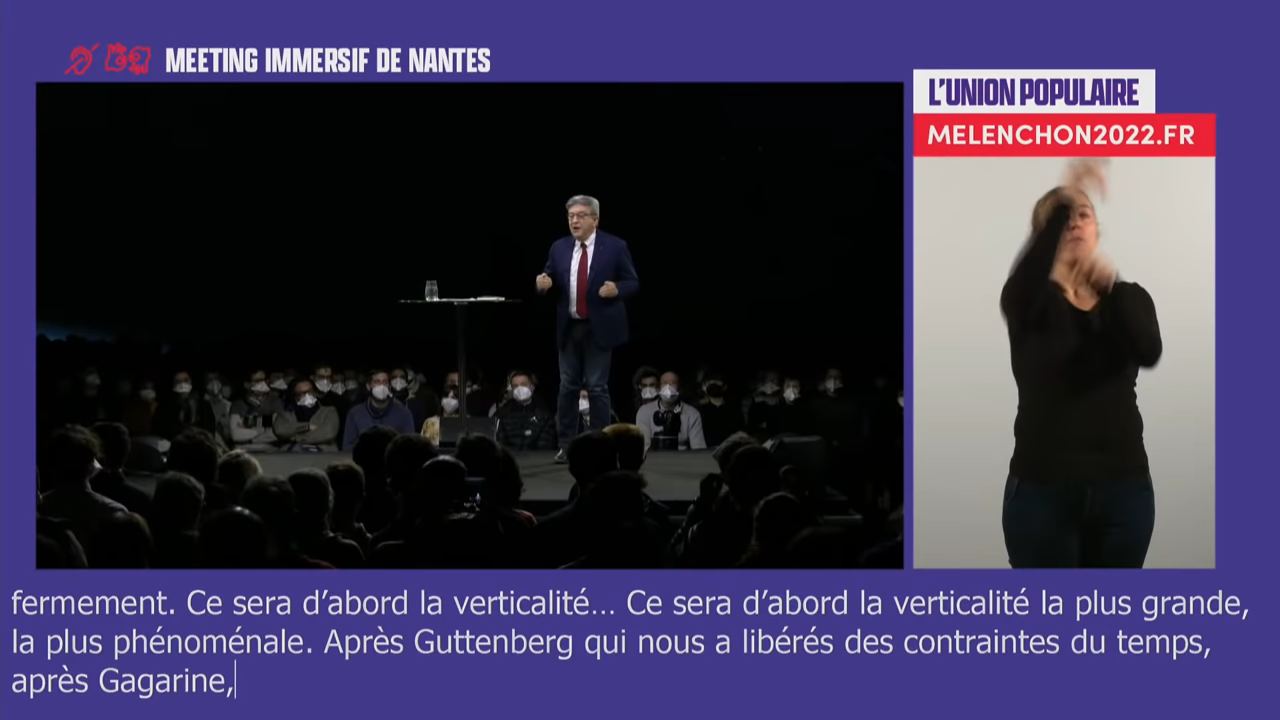 MEETING IMMERSIF DE NANTES
L'UNION POPULAIRE
MELENCHON2022.FR
fermement. Ce sera d'abord la verticalité... Ce sera d'abord la verticalité la plus grande,
la plus phénoménale. Après Guttenberg qui nous a libérés des contraintes du temps,
après Gagarine,